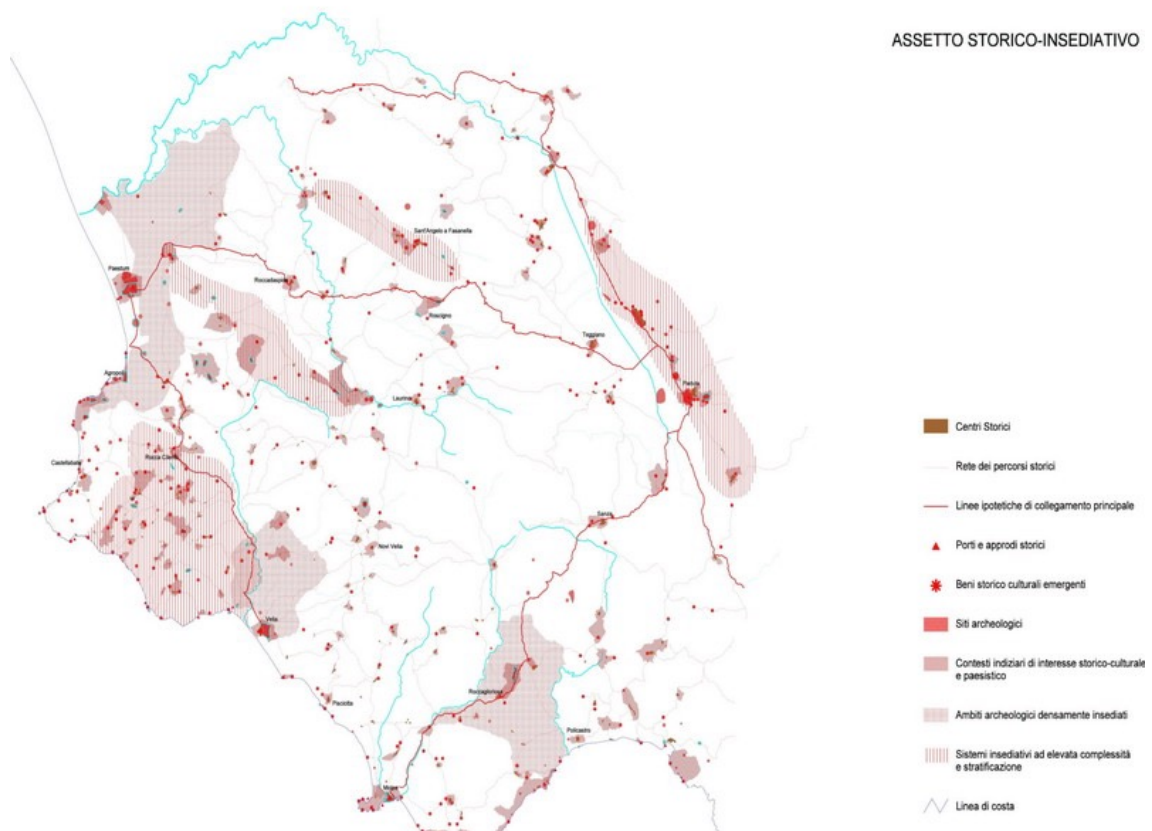 ASSETTO STORICO-INSEDIATIVO
Sant'Angelo a Fasanella
Paestum
Roccadaspide
Roscigno
Teggiano
Agropoli
Padula
Laurino
Castellabate
Rocca Cilento
Sanza
Novi Velia
Velia
Roccagloriosa
Pisciotta
Policastro
Molpa
Centri Storici
Rete dei percorsi storici
Linee ipotetiche di collegamento principale
Porti e approdi storici
Beni storico culturali emergenti
Siti archeologici
Contesti indiziari di interesse storico-culturale
e paesistico
Ambiti archeologici densamente insediati
Sistemi insediativi ad elevata complessità
e stratificazione
Linea di costa